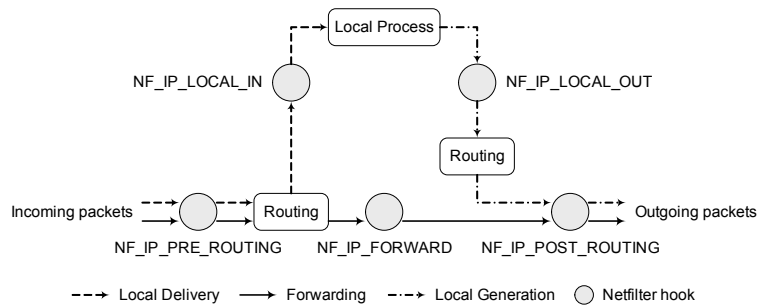 Local Process
NF_IP_LOCAL_IN
NF_IP_LOCAL_OUT
Routing
Incoming packets
Routing
Outgoing packets
NF_IP_PRE_ROUTING
NF_IP_FORWARD
NF_IP_POST_ROUTING
Local Delivery
Forwarding
Local Generation
Netfilter hook